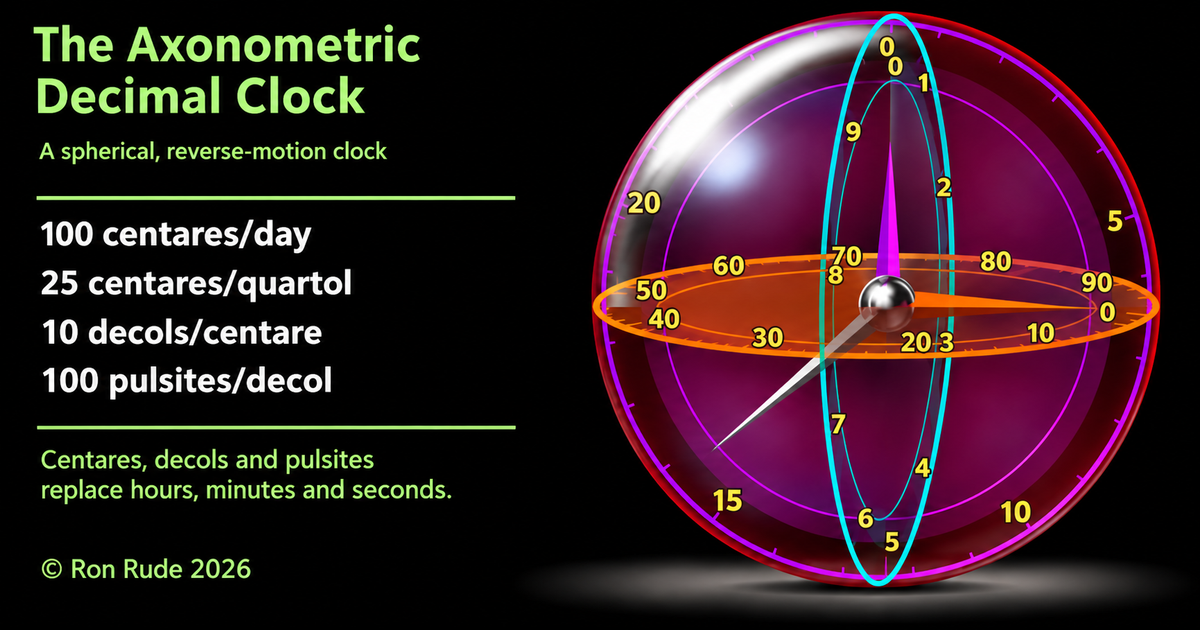 The Axonometric
Decimal Clock
A spherical, reverse-motion clock
100 centares/day
25 centares/quartol
10 decols/centare
100 pulsites/decol
Centares, decols and pulsites
replace hours, minutes and seconds.
© Ron Rude 2026
0
0
1
9
2
20
5
70
60
80
8
50
90
40
0
30
20
3
10
7
4
15
6
10
5